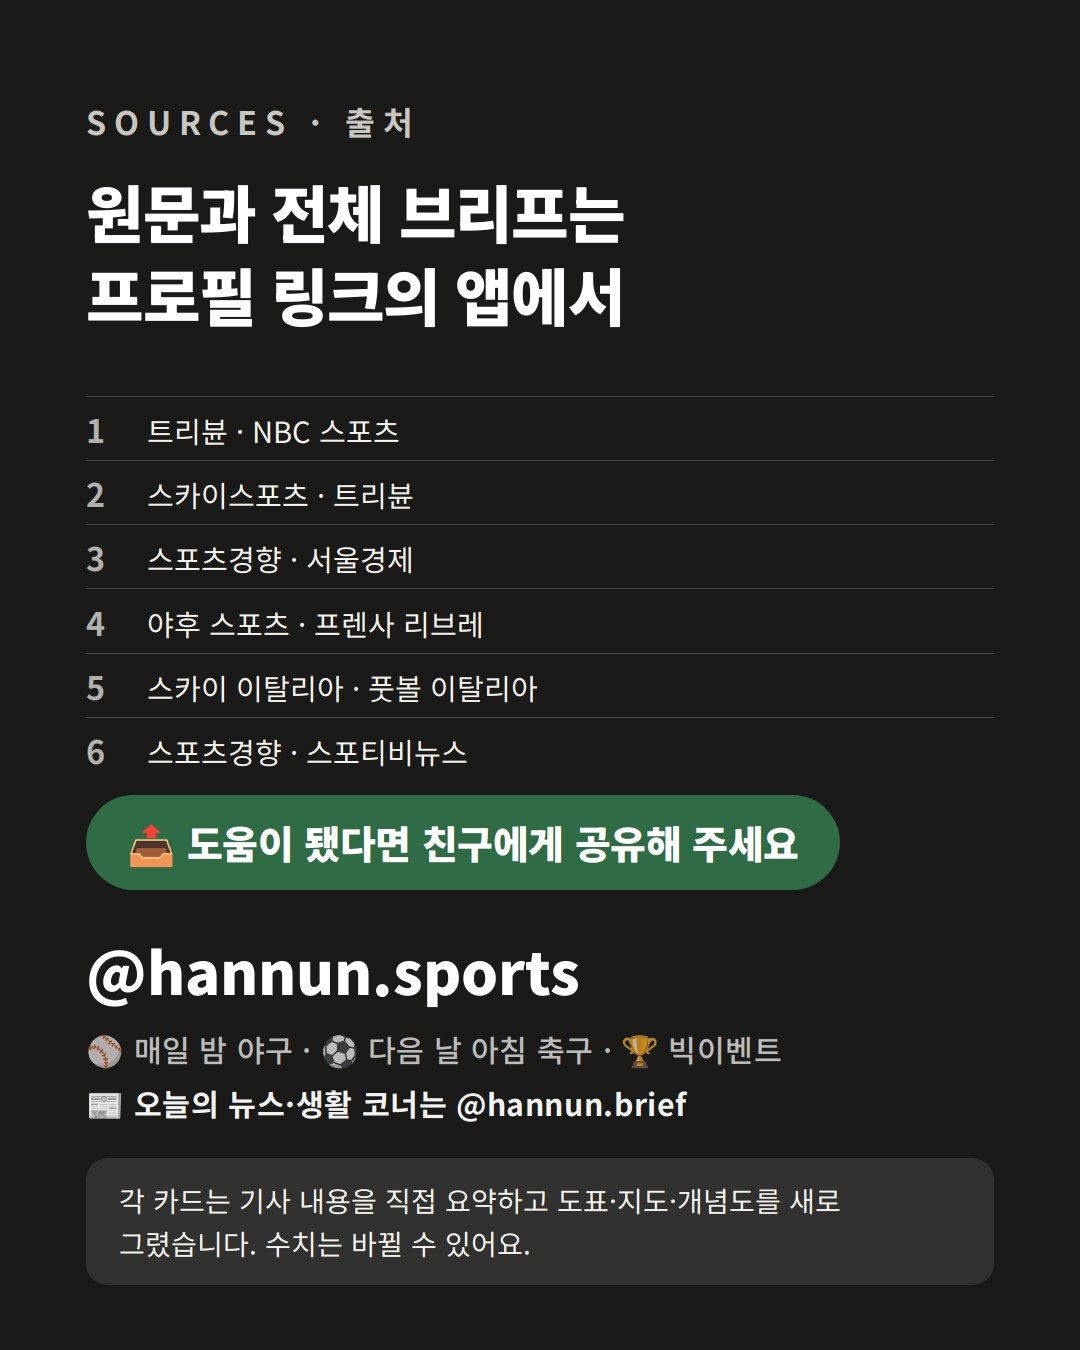 SOURCES · 출처
원문과 전체 브리프는
프로필 링크의 앱에서
1 트리뷴 · NBC 스포츠
2 스카이스포츠 · 트리뷴
3 스포츠경향 · 서울경제
4 야후 스포츠 · 프렌사 리브레
5 스카이 이탈리아 · 풋볼 이탈리아
6 스포츠경향 · 스포티비뉴스
📤 도움이 됐다면 친구에게 공유해 주세요
@hannun.sports
⚾ 매일 밤 야구 · ⚽ 다음 날 아침 축구 · 🏆 빅이벤트
📰 오늘의 뉴스·생활 코너는 @hannun.brief
각 카드는 기사 내용을 직접 요약하고 도표·지도·개념도를 새로
그렸습니다. 수치는 바뀔 수 있어요.